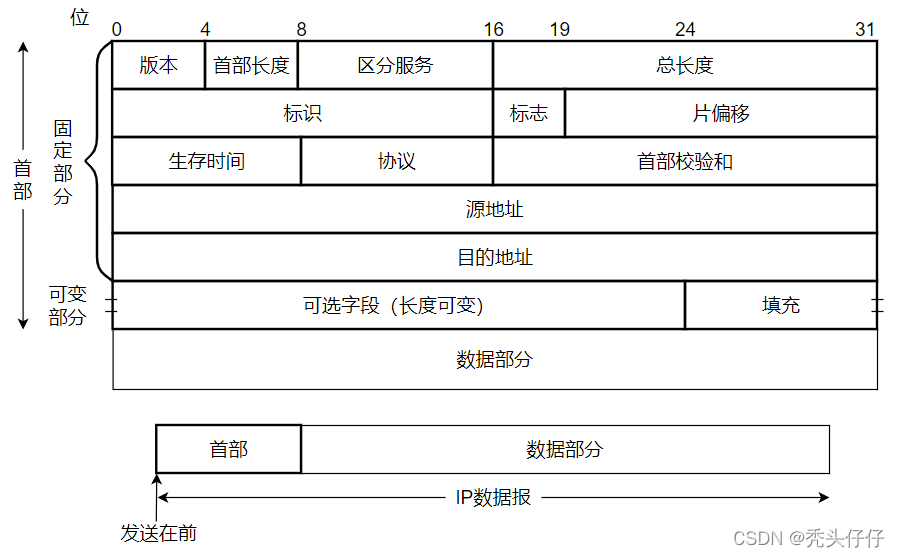 位
0 4 8 16 19 24 31
版本 首部长度 区分服务 总长度
标识 标志 片偏移
固定部分
首部
生存时间 协议 首部校验和
源地址
目的地址
可变部分
可选字段（长度可变） 填充
数据部分
首部 数据部分
IP数据报
发送在前
CSDN @秃头仔仔